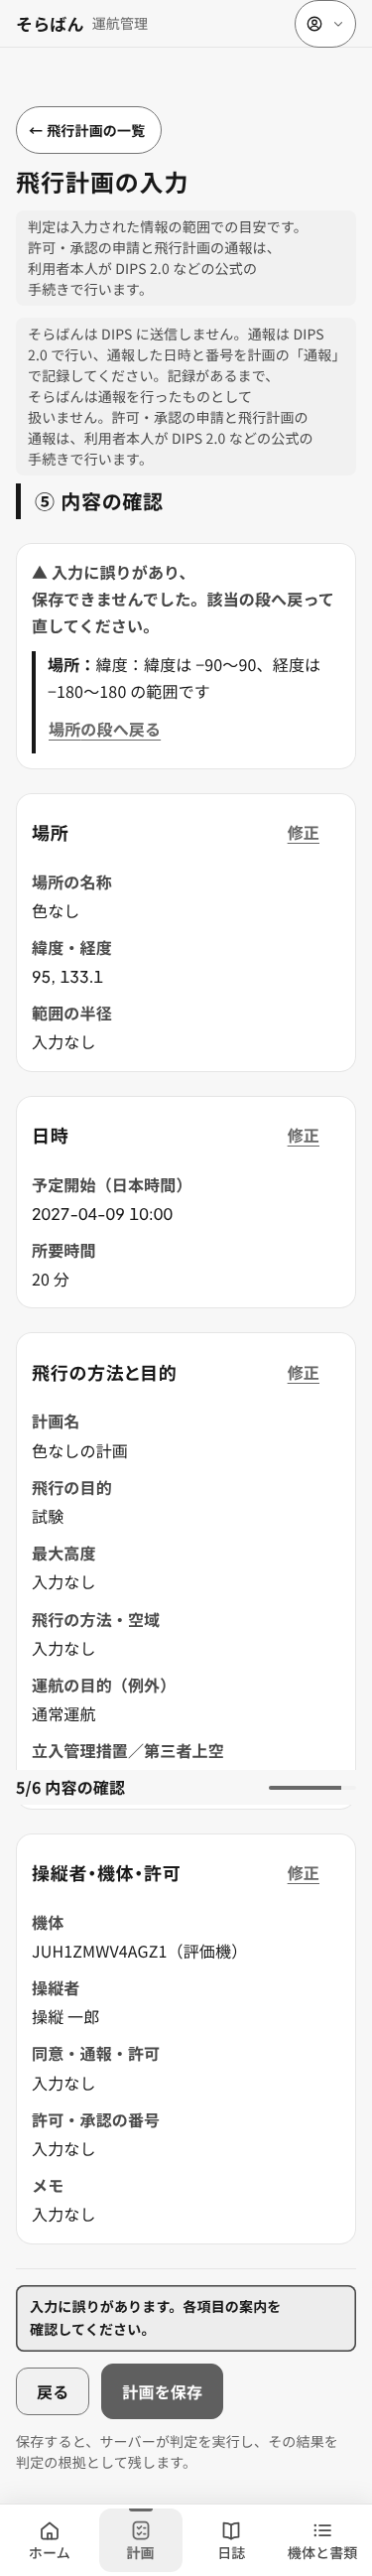 そらばん 運航管理
← 飛行計画の一覧
飛行計画の入力
判定は入力された情報の範囲での目安です。
許可・承認の申請と飛行計画の通報は、
利用者本人が DIPS 2.0 などの公式の
手続きで行います。
そらばんは DIPS に送信しません。通報は DIPS
2.0 で行い、通報した日時と番号を計画の「通報」
で記録してください。記録があるまで、
そらばんは通報を行ったものとして
扱いません。許可・承認の申請と飛行計画の
通報は、利用者本人が DIPS 2.0 などの公式の
手続きで行います。
⑤ 内容の確認
▲ 入力に誤りがあり、
保存できませんでした。該当の段へ戻って
直してください。
場所：緯度：緯度は −90〜90、経度は
−180〜180 の範囲です
場所の段へ戻る
場所 修正
場所の名称
色なし
緯度・経度
95, 133.1
範囲の半径
入力なし
日時 修正
予定開始（日本時間）
2027-04-09 10:00
所要時間
20 分
飛行の方法と目的 修正
計画名
色なしの計画
飛行の目的
試験
最大高度
入力なし
飛行の方法・空域
入力なし
運航の目的（例外）
通常運航
立入管理措置／第三者上空
5/6 内容の確認
操縦者・機体・許可 修正
機体
JUH1ZMWV4AGZ1（評価機）
操縦者
操縦 一郎
同意・通報・許可
入力なし
許可・承認の番号
入力なし
メモ
入力なし
入力に誤りがあります。各項目の案内を
確認してください。
戻る 計画を保存
保存すると、サーバーが判定を実行し、その結果を
判定の根拠として残します。
ホーム 計画 日誌 機体と書類